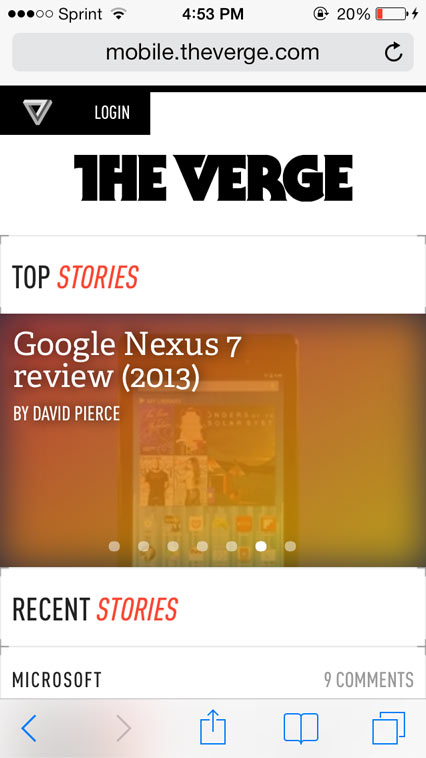 Sprint 4:53 PM 20%
mobile.theverge.com
LOGIN
THE VERGE
TOP STORIES
Google Nexus 7
review (2013)
BY DAVID PIERCE
RECENT STORIES
MICROSOFT 9 COMMENTS